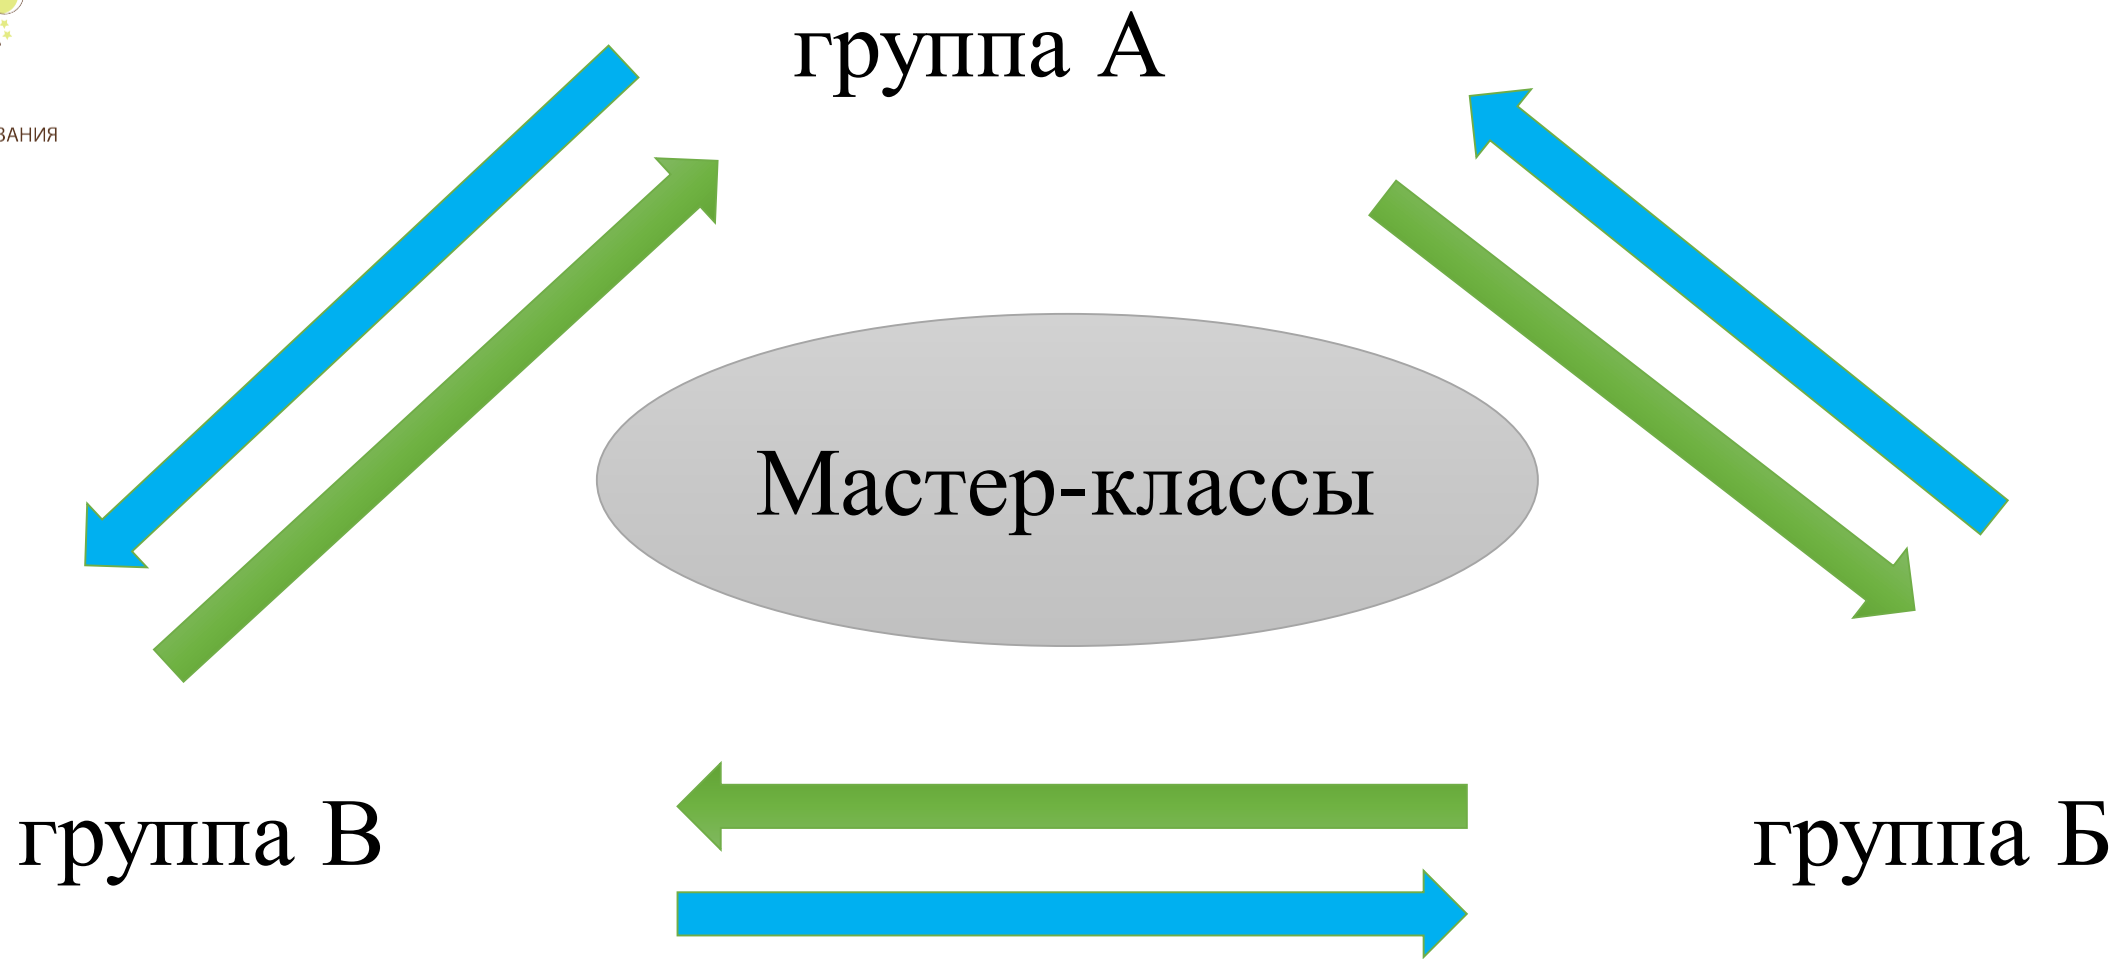 группа А
Мастер-классы
группа В
группа Б